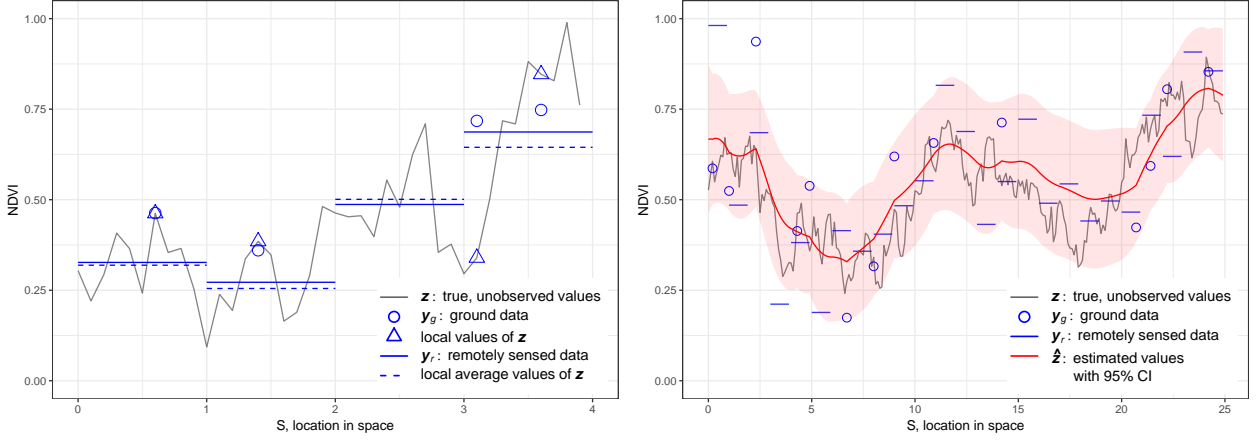 1.00
0.75
0.50
0.25
0.00
NDVI
0
1
2
3
4
S, location in space
z : true, unobserved values
y_g : ground data
local values of z
y_r : remotely sensed data
local average values of z
1.00
0.75
0.50
0.25
0.00
NDVI
0
5
10
15
20
25
S, location in space
z : true, unobserved values
y_g : ground data
y_r : remotely sensed data
ẑ : estimated values
with 95% CI